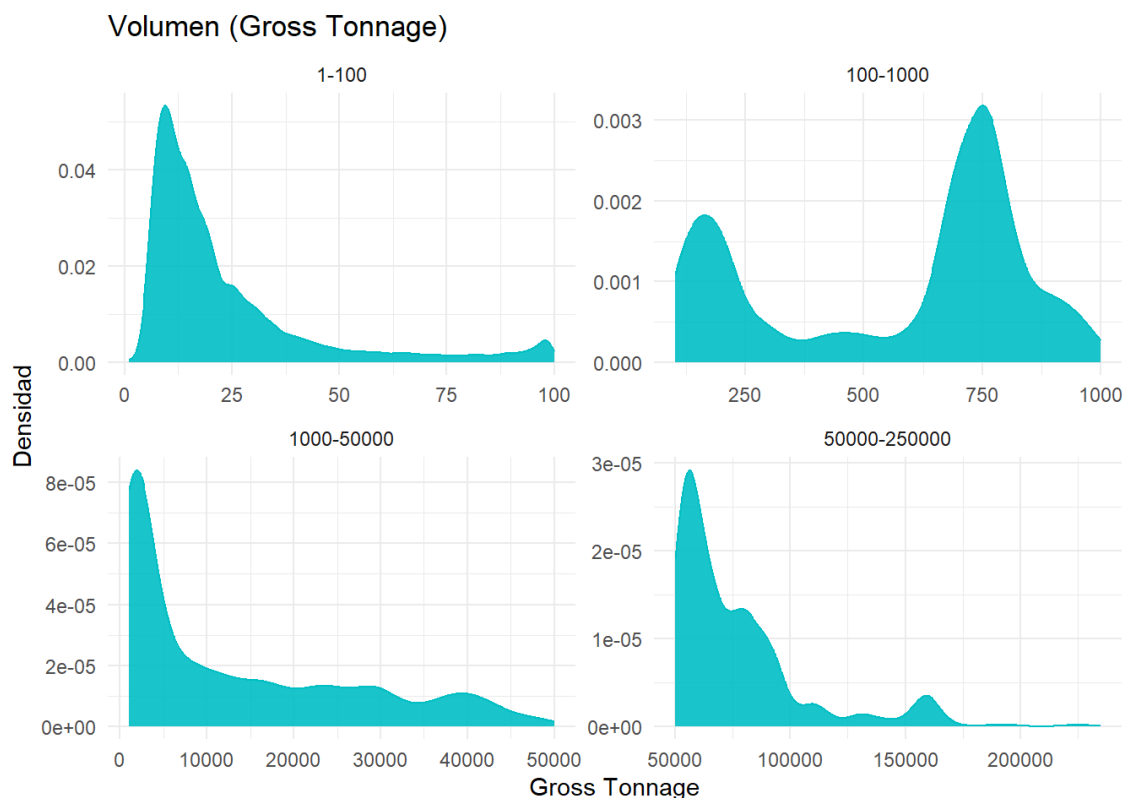 Volumen (Gross Tonnage)
1-100
100-1000
0.04
0.02
0.00
0 25 50 75 100
0.003
0.002
0.001
0.000
250 500 750 1000
Densidad
1000-50000
50000-250000
8e-05
6e-05
4e-05
2e-05
0e+00
0 10000 20000 30000 40000 50000
3e-05
2e-05
1e-05
0e+00
50000 100000 150000 200000
Gross Tonnage